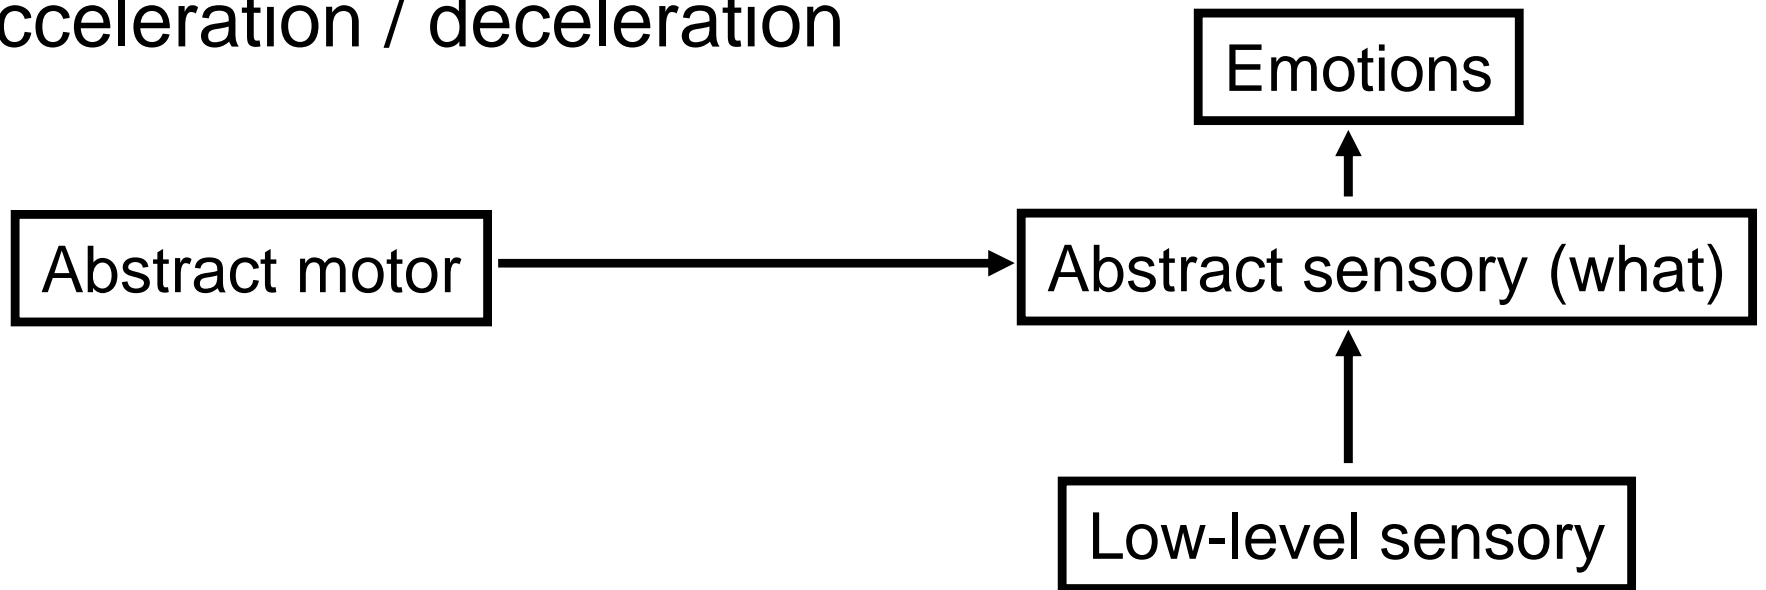 cceleration / deceleration
Emotions
Abstract motor
Abstract sensory (what)
Low-level sensory